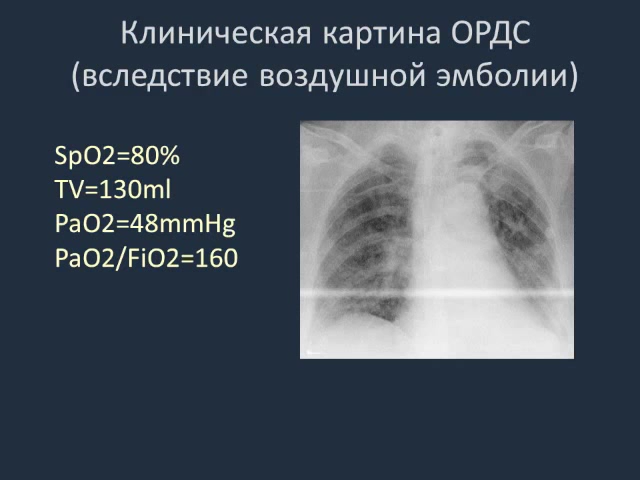 Клиническая картина ОРДС
(вследствие воздушной эмболии)
SpO2=80%
TV=130ml
PaO2=48mmHg
PaO2/FiO2=160